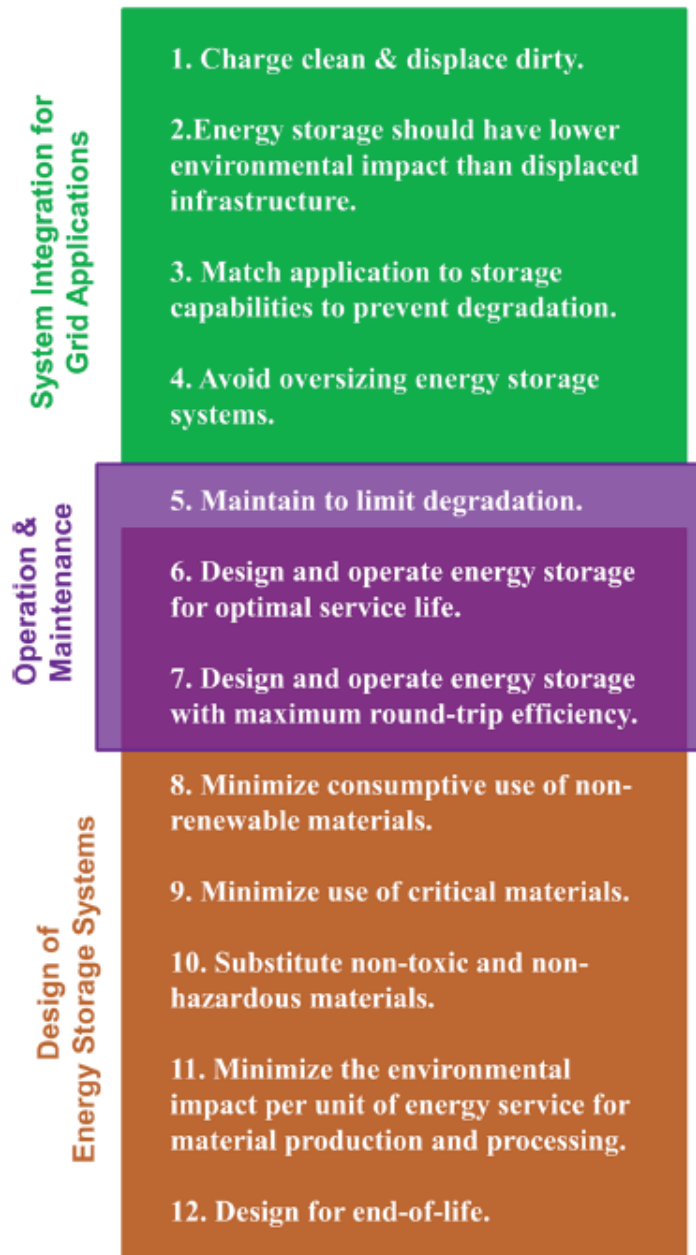 System Integration for
Grid Applications
1. Charge clean & displace dirty.
2.Energy storage should have lower
environmental impact than displaced
infrastructure.
3. Match application to storage
capabilities to prevent degradation.
4. Avoid oversizing energy storage
systems.
Operation &
Maintenance
5. Maintain to limit degradation.
6. Design and operate energy storage
for optimal service life.
7. Design and operate energy storage
with maximum round-trip efficiency.
Design of
Energy Storage Systems
8. Minimize consumptive use of non-
renewable materials.
9. Minimize use of critical materials.
10. Substitute non-toxic and non-
hazardous materials.
11. Minimize the environmental
impact per unit of energy service for
material production and processing.
12. Design for end-of-life.